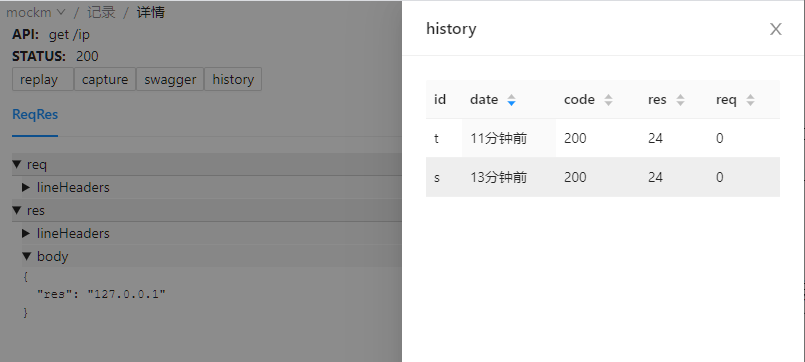 mockm / 记录 / 详情
API: get /ip
STATUS: 200
replay capture swagger history
ReqRes
req
lineHeaders
res
lineHeaders
body
{
"res": "127.0.0.1"
}
history
id date code res req
t 11分钟前 200 24 0
s 13分钟前 200 24 0